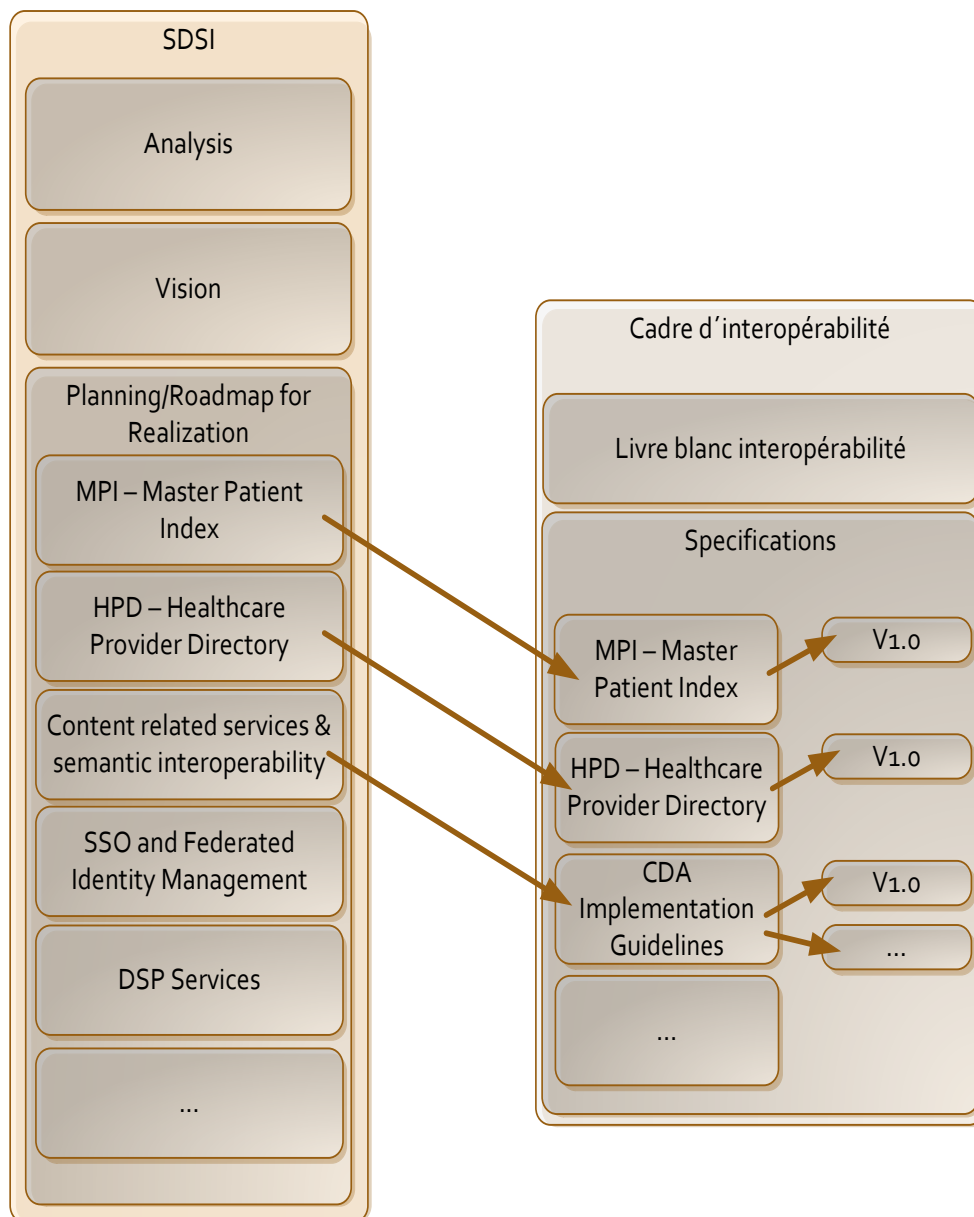 SDSI
Analysis
Vision
Planning/Roadmap for
Realization
MPI – Master Patient
Index
HPD – Healthcare
Provider Directory
Content related services &
semantic interoperability
SSO and Federated
Identity Management
DSP Services
...
Cadre d´interopérabilité
Livre blanc interopérabilité
Specifications
MPI – Master
Patient Index
V1.0
HPD – Healthcare
Provider Directory
V1.0
CDA
Implementation
Guidelines
V1.0
...
...